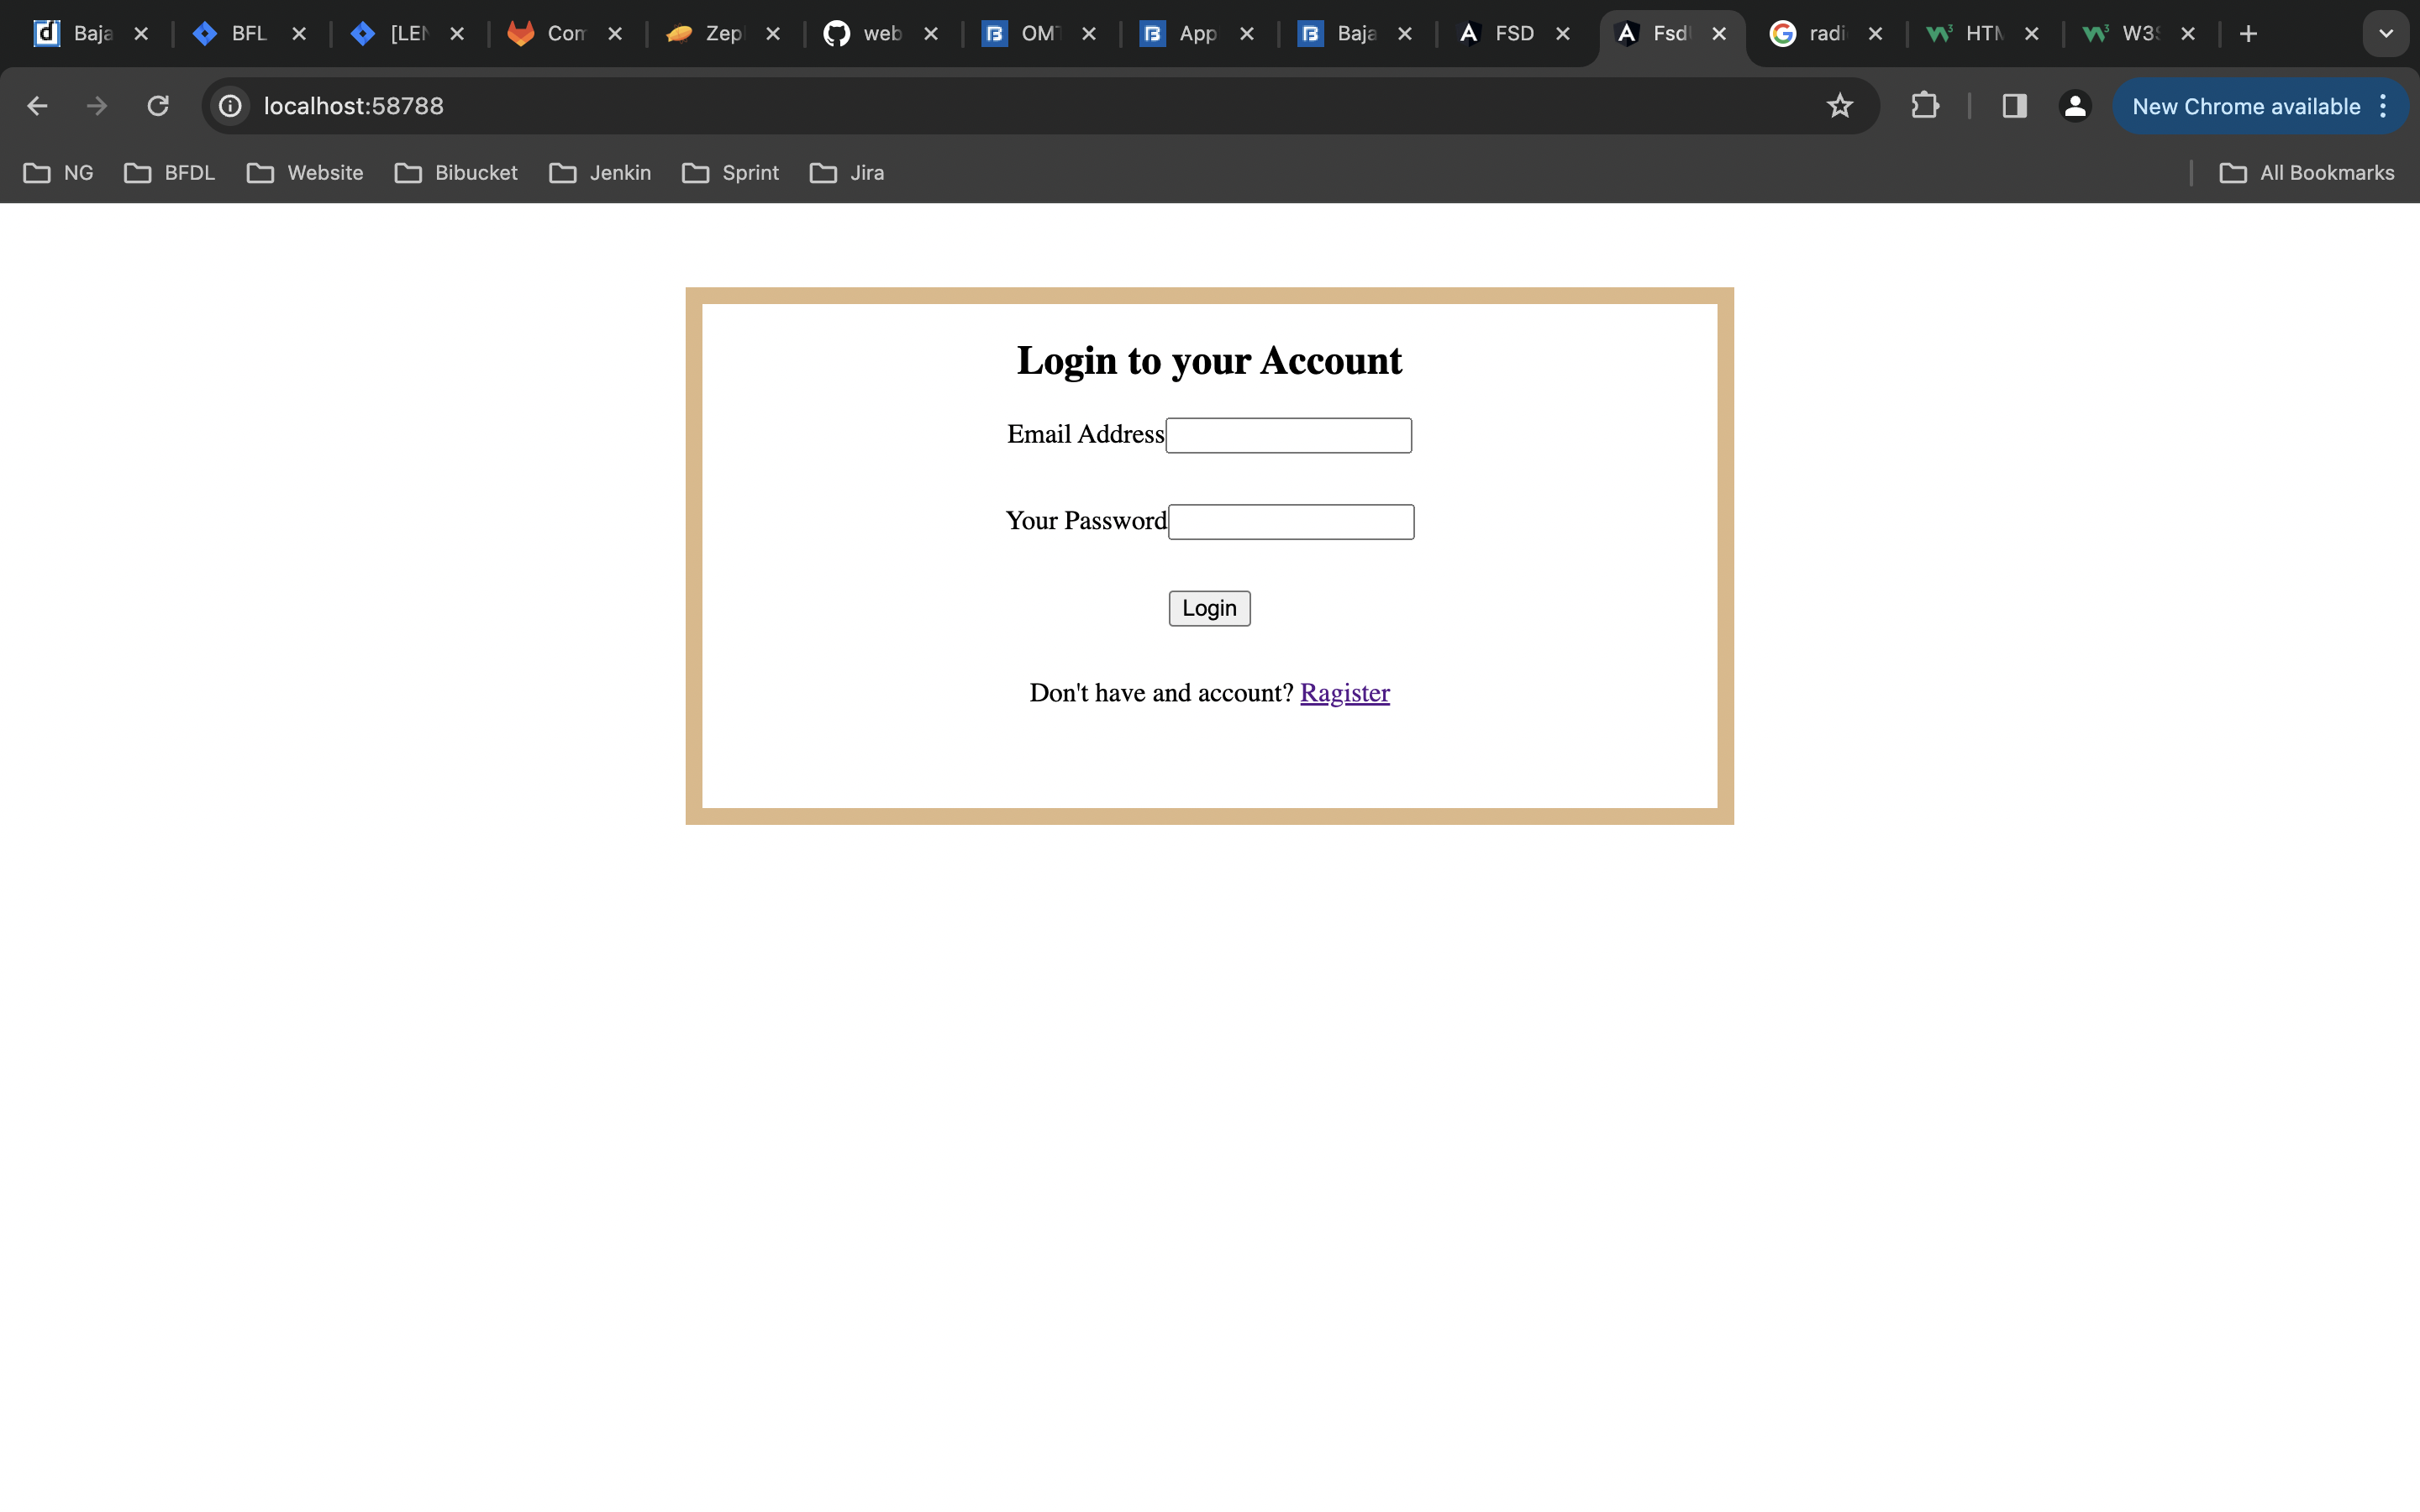 Baja BFL [LEN Com Zepl web OMT App Baja FSD Fsd radi HTM W3S
localhost:58788 New Chrome available
NG BFDL Website Bibucket Jenkin Sprint Jira All Bookmarks
Login to your Account
Email Address
Your Password
Login
Don't have and account? Ragister